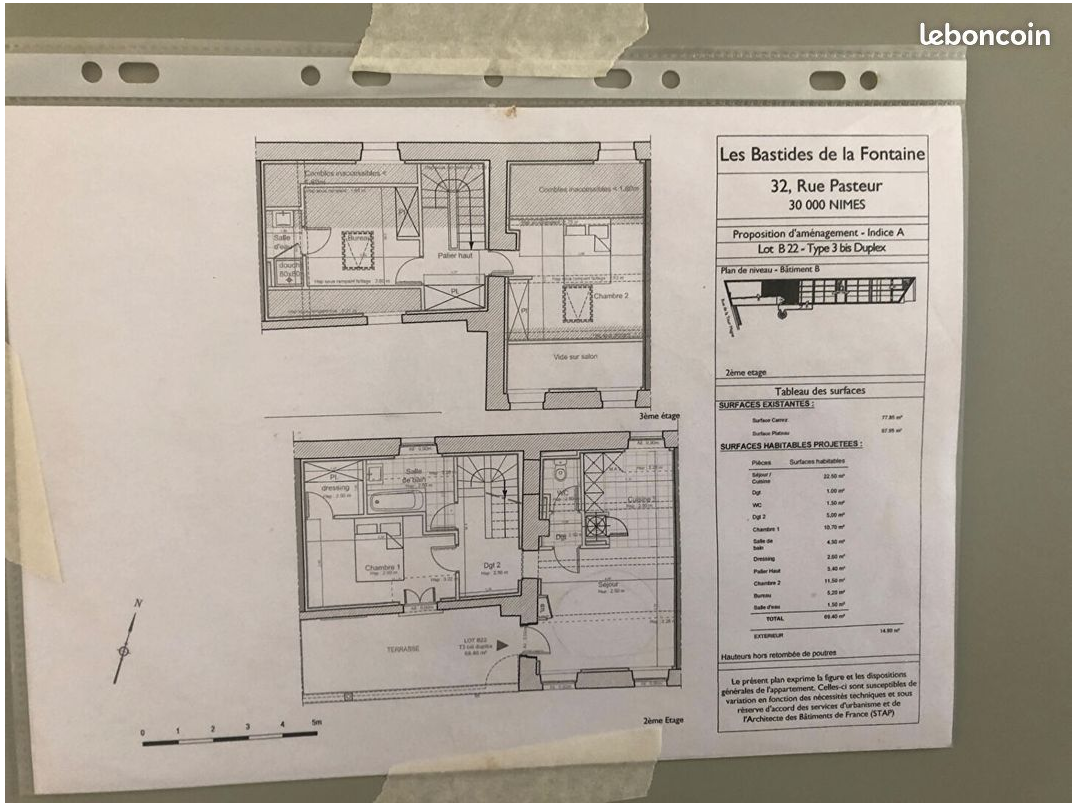 leboncoin
Les Bastides de la Fontaine
32, Rue Pasteur
30 000 NIMES
Proposition d'aménagement - Indice A
Lot B 22 - Type 3 bis Duplex
Plan de niveau - Bâtiment B
2ème etage
Tableau des surfaces
SURFACES EXISTANTES :
Surface Carrez 77.80 m²
Surface Plateau
SURFACES HABITABLES PROJETEES :
Pièces Surfaces habitables
Séjour / Cuisine 22.50 m²
Dgt 1.00 m²
WC 1.50 m²
Dgt 2 5.00 m²
Chambre 1 10.70 m²
Salle de bain 4.50 m²
Dressing 2.60 m²
Palier Haut 3.40 m²
Chambre 2 11.50 m²
Bureau 5.20 m²
Salle d'eau 1.50 m²
TOTAL 69.40 m²
EXTERIEUR 14.80 m²
Hauteurs hors retombée de poutres
Le présent plan exprime la figure et les dispositions
générales de l'appartement. Celles-ci sont susceptibles de
variation en fonction des nécessités techniques et sous
réserve d'accord des services d'urbanisme et de
l'Architecte des Bâtiments de France (STAP)
Combles inaccessibles <
1,80m
Combles inaccessibles < 1,80m
Salle
d'eau
Bureau
PL
douche
80x80
Palier haut
PL
Chambre 2
PL
Vide sur salon
3ème étage
PL
dressing
Salle
de bain
WC
Cuisine
Dgt
Chambre 1
Dgt 2
Séjour
TERRASSE
LOT B22
T3 bis duplex
69.40 m²
2ème Etage
N
0 1 2 3 4 5m